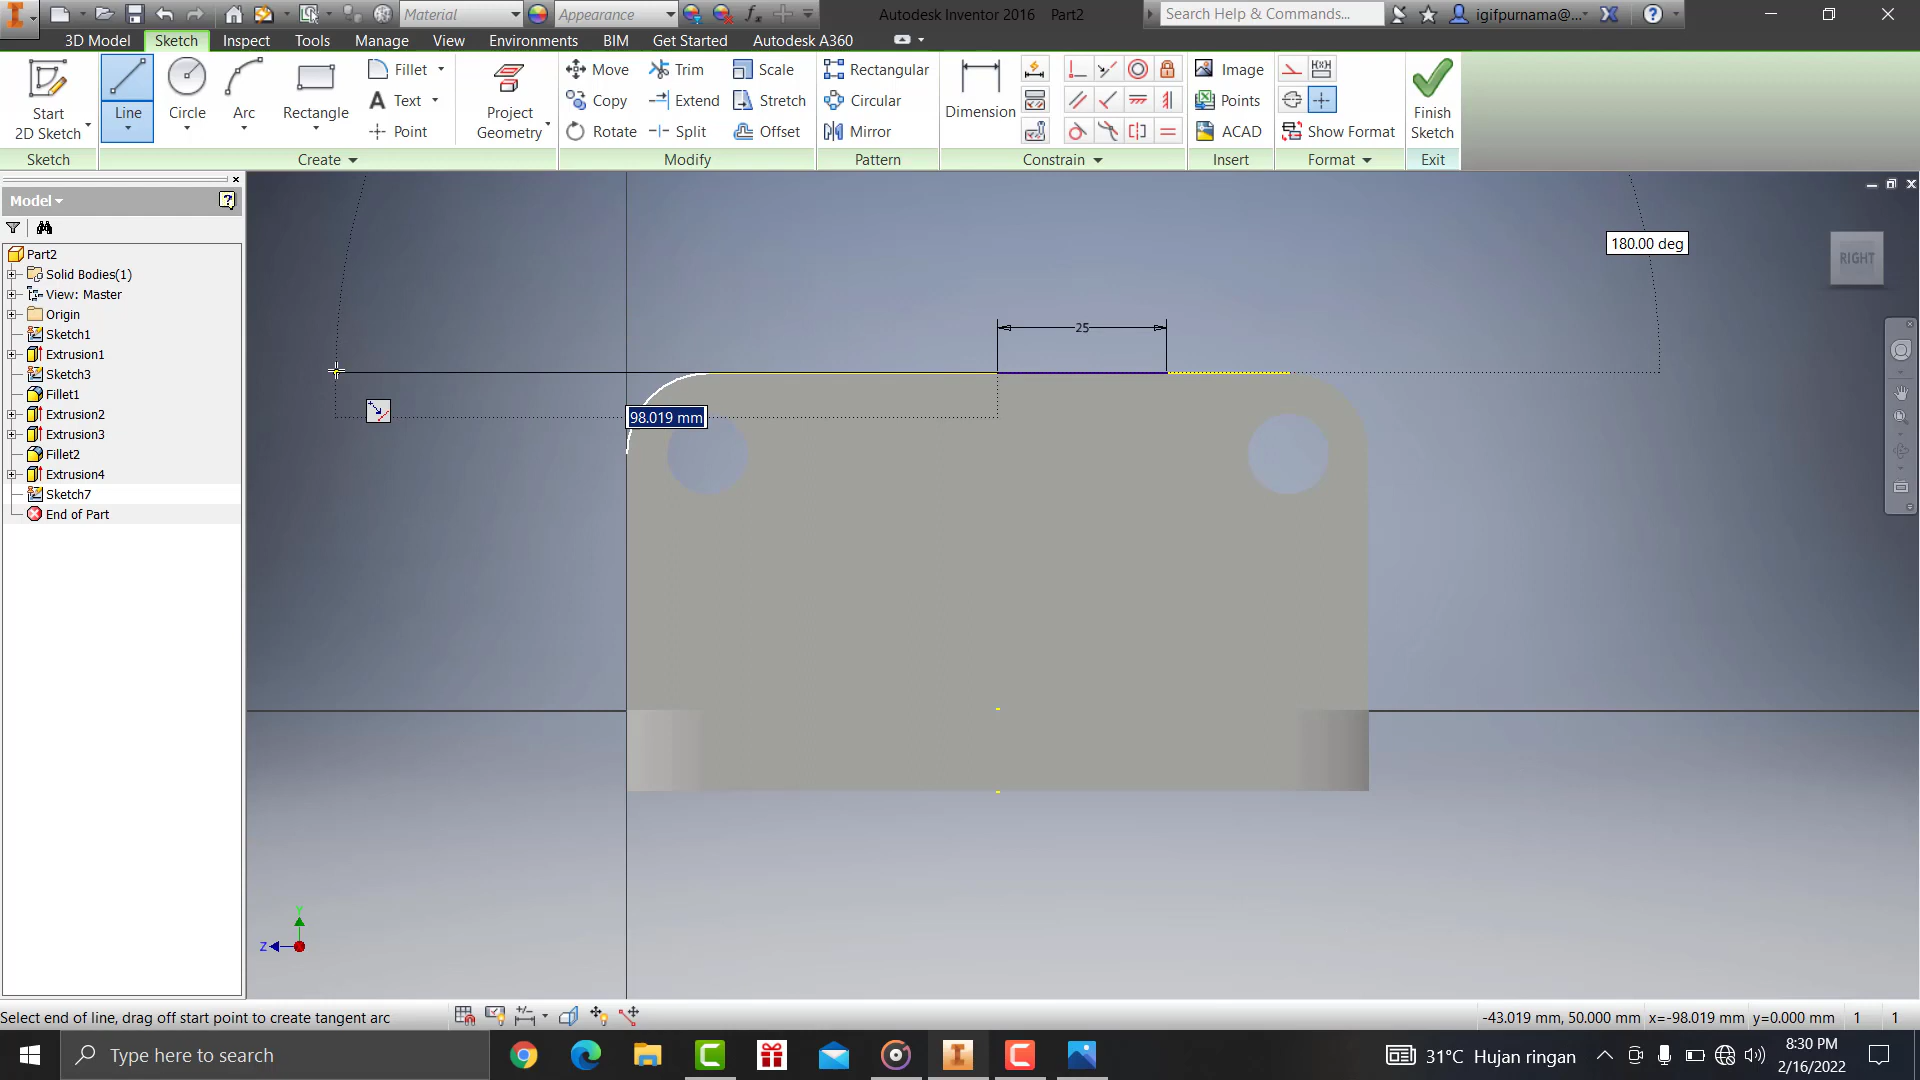 Material
Appearance
Autodesk Inventor 2016 Part2
Search Help & Commands...
igifpurnama@...
3D Model
Sketch
Inspect
Tools
Manage
View
Environments
BIM
Get Started
Autodesk A360
Start
2D Sketch
Line
Circle
Arc
Rectangle
Fillet
Text
Point
Project
Geometry
Move
Copy
Rotate
Trim
Extend
Split
Scale
Stretch
Offset
Rectangular
Circular
Mirror
Dimension
Image
Points
ACAD
Show Format
Finish
Sketch
Sketch
Create
Modify
Pattern
Constrain
Insert
Format
Exit
Model
Part2
Solid Bodies(1)
View: Master
Origin
Sketch1
Extrusion1
Sketch3
Fillet1
Extrusion2
Extrusion3
Fillet2
Extrusion4
Sketch7
End of Part
180.00 deg
RIGHT
25
98.019 mm
Y
Z
Select end of line, drag off start point to create tangent arc
-43.019 mm, 50.000 mm x=-98.019 mm y=0.000 mm 1 1
Type here to search
31°C Hujan ringan
8:30 PM
2/16/2022